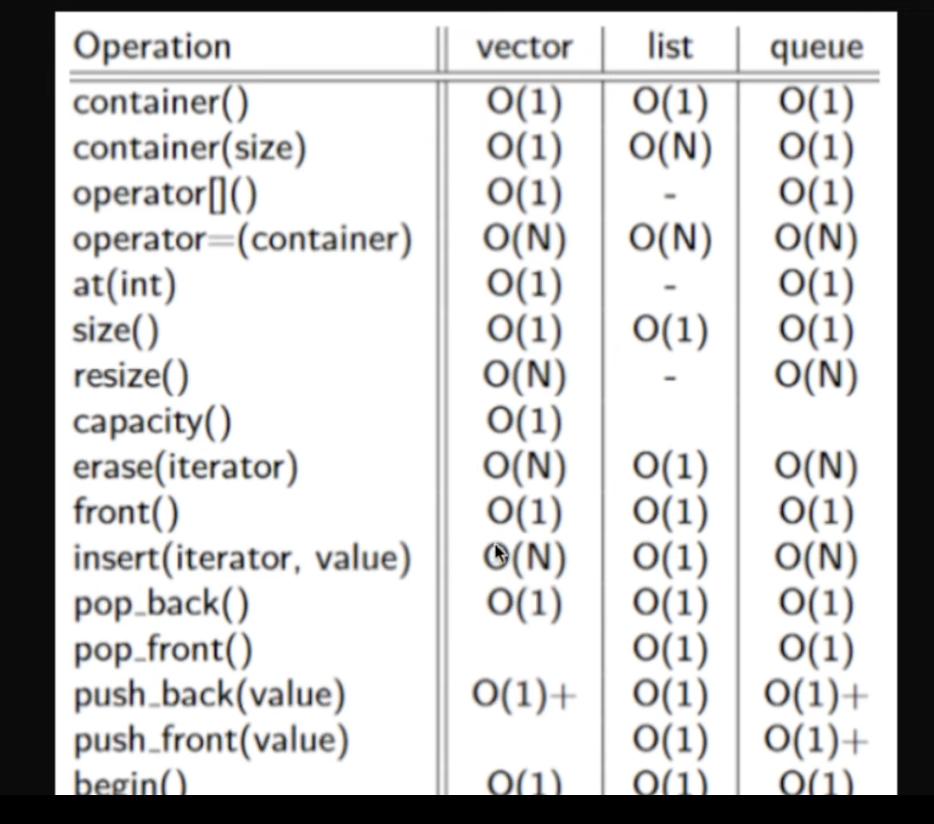 Operation vector list queue
container() O(1) O(1) O(1)
container(size) O(1) O(N) O(1)
operator[]() O(1) - O(1)
operator=(container) O(N) O(N) O(N)
at(int) O(1) - O(1)
size() O(1) O(1) O(1)
resize() O(N) - O(N)
capacity() O(1)
erase(iterator) O(N) O(1) O(N)
front() O(1) O(1) O(1)
insert(iterator, value) O(N) O(1) O(N)
pop_back() O(1) O(1) O(1)
pop_front() O(1) O(1)
push_back(value) O(1)+ O(1) O(1)+
push_front(value) O(1) O(1)+
begin() O(1) O(1) O(1)